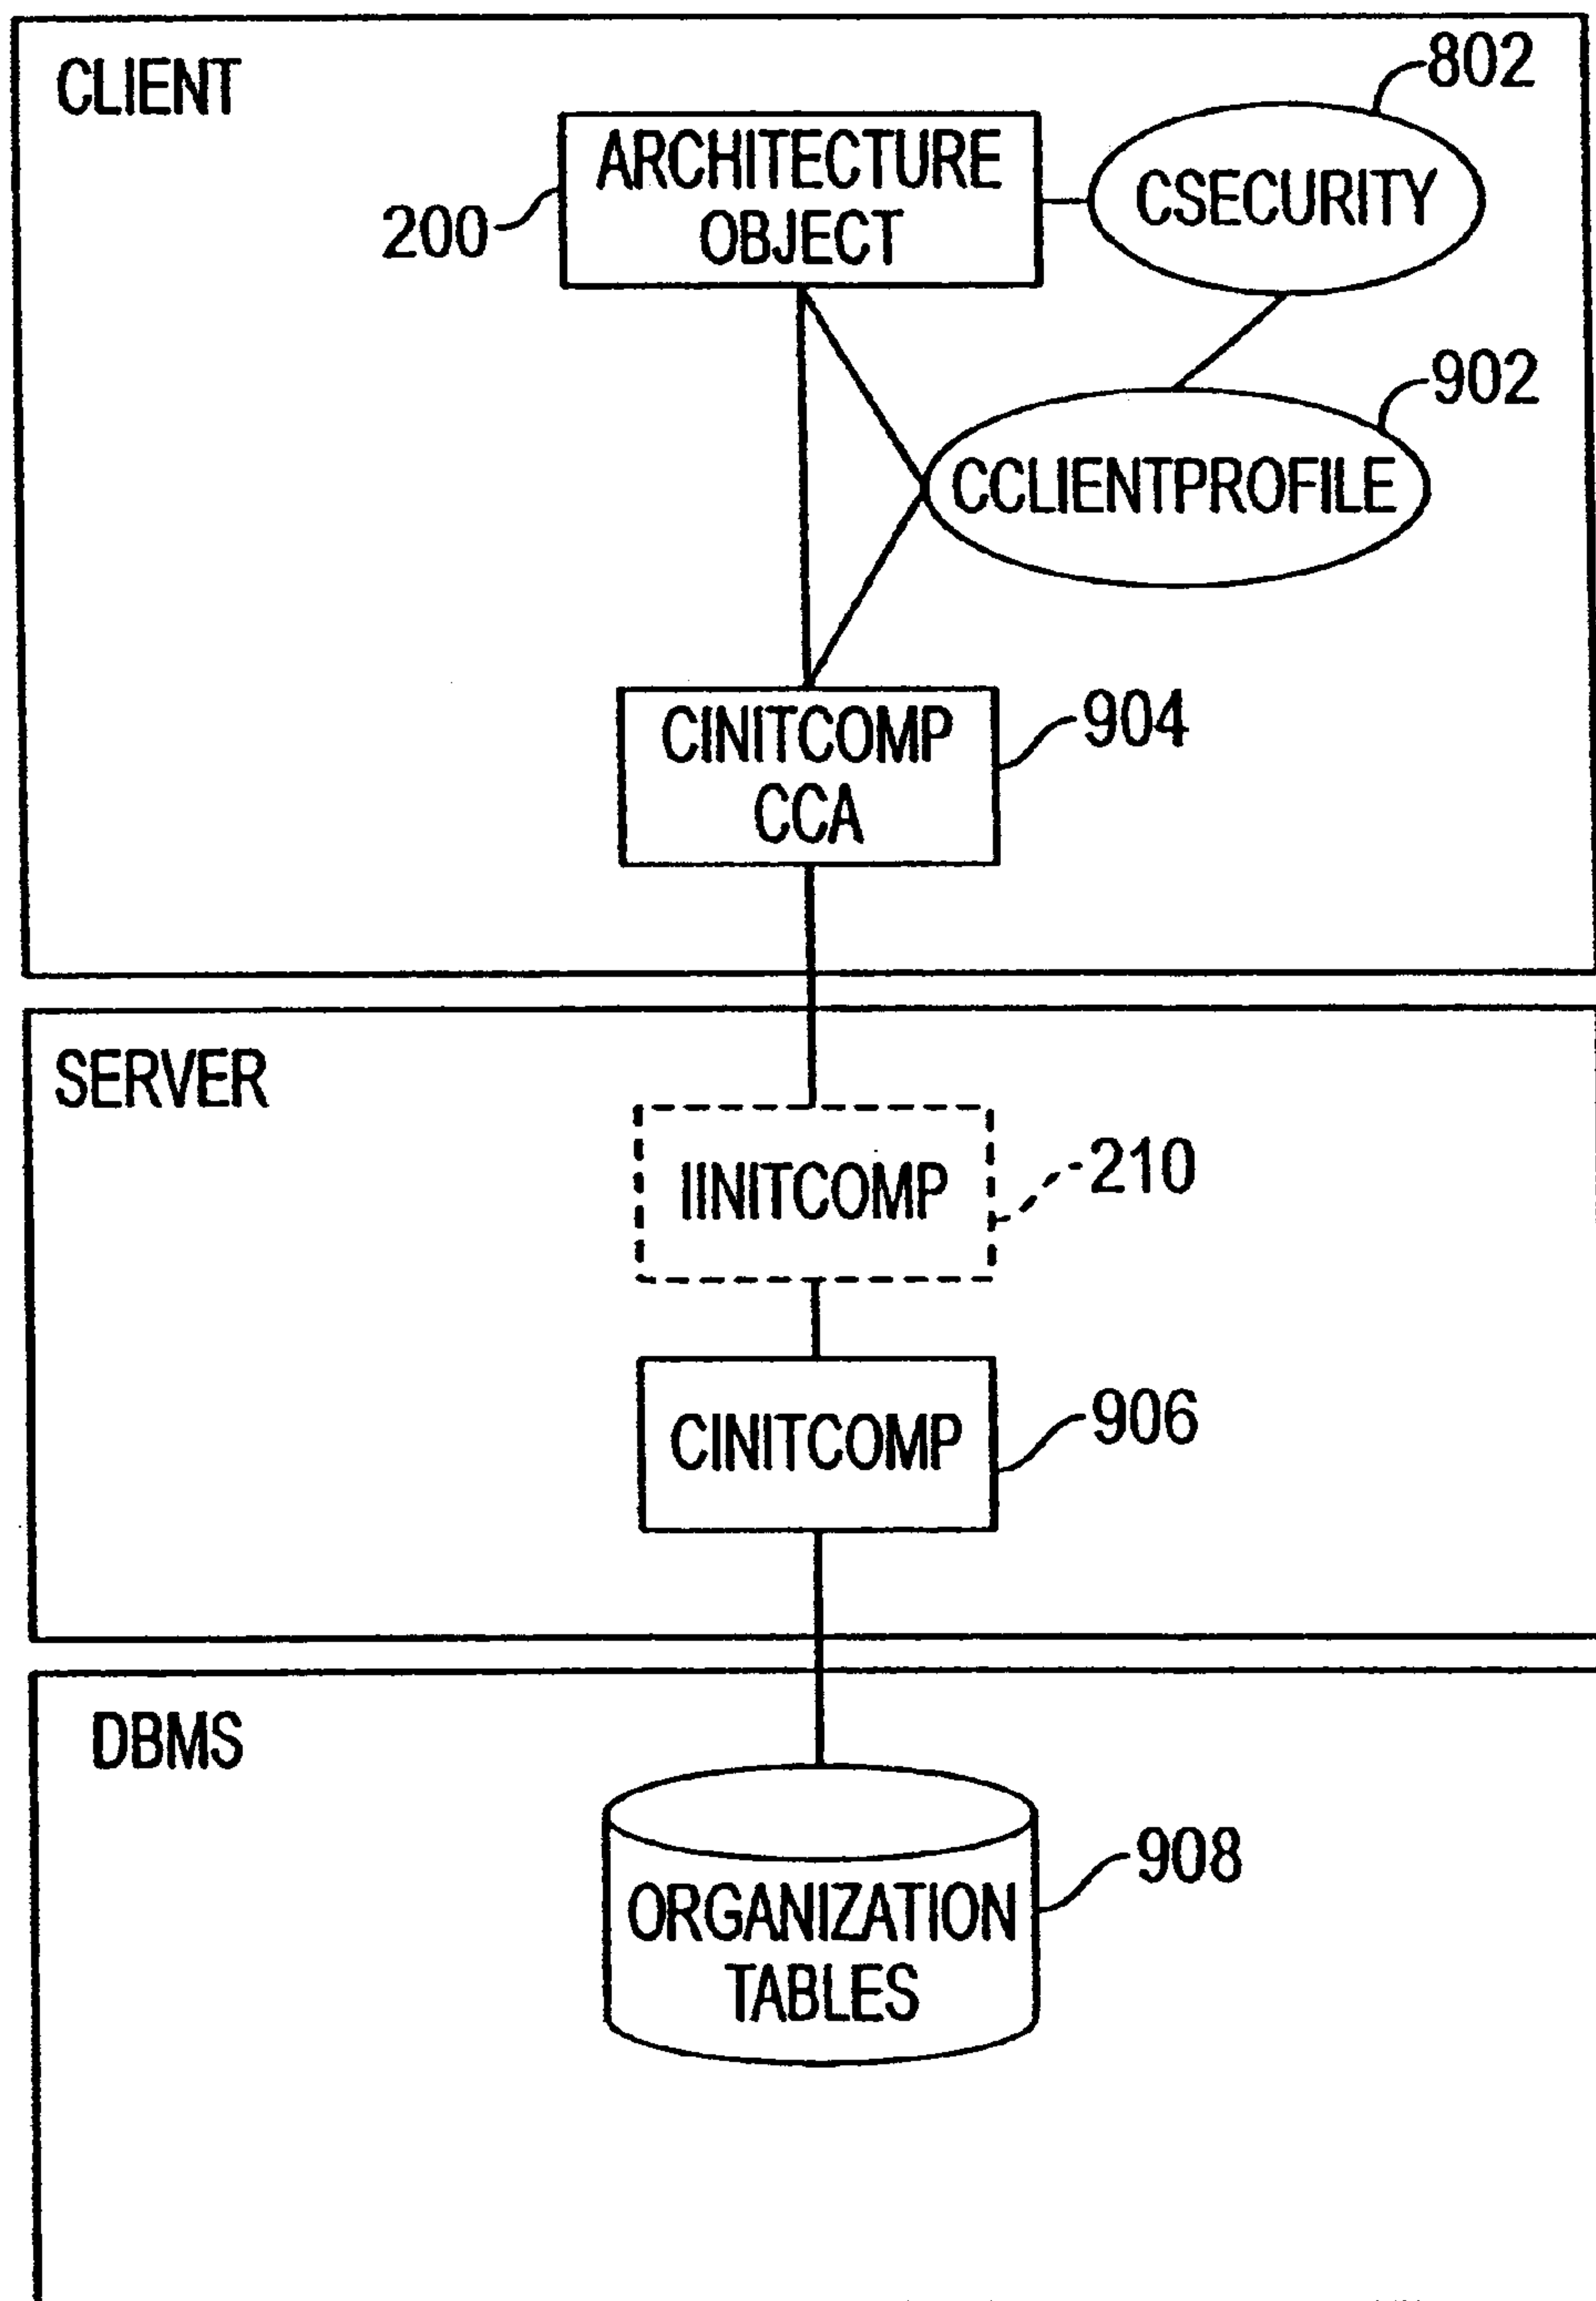 CLIENT
802
ARCHITECTURE
OBJECT
CSECURITY
200
902
CCLIENTPROFILE
CINITCOMP
CCA
904
SERVER
IINITCOMP
210
CINITCOMP
906
DBMS
908
ORGANIZATION
TABLES